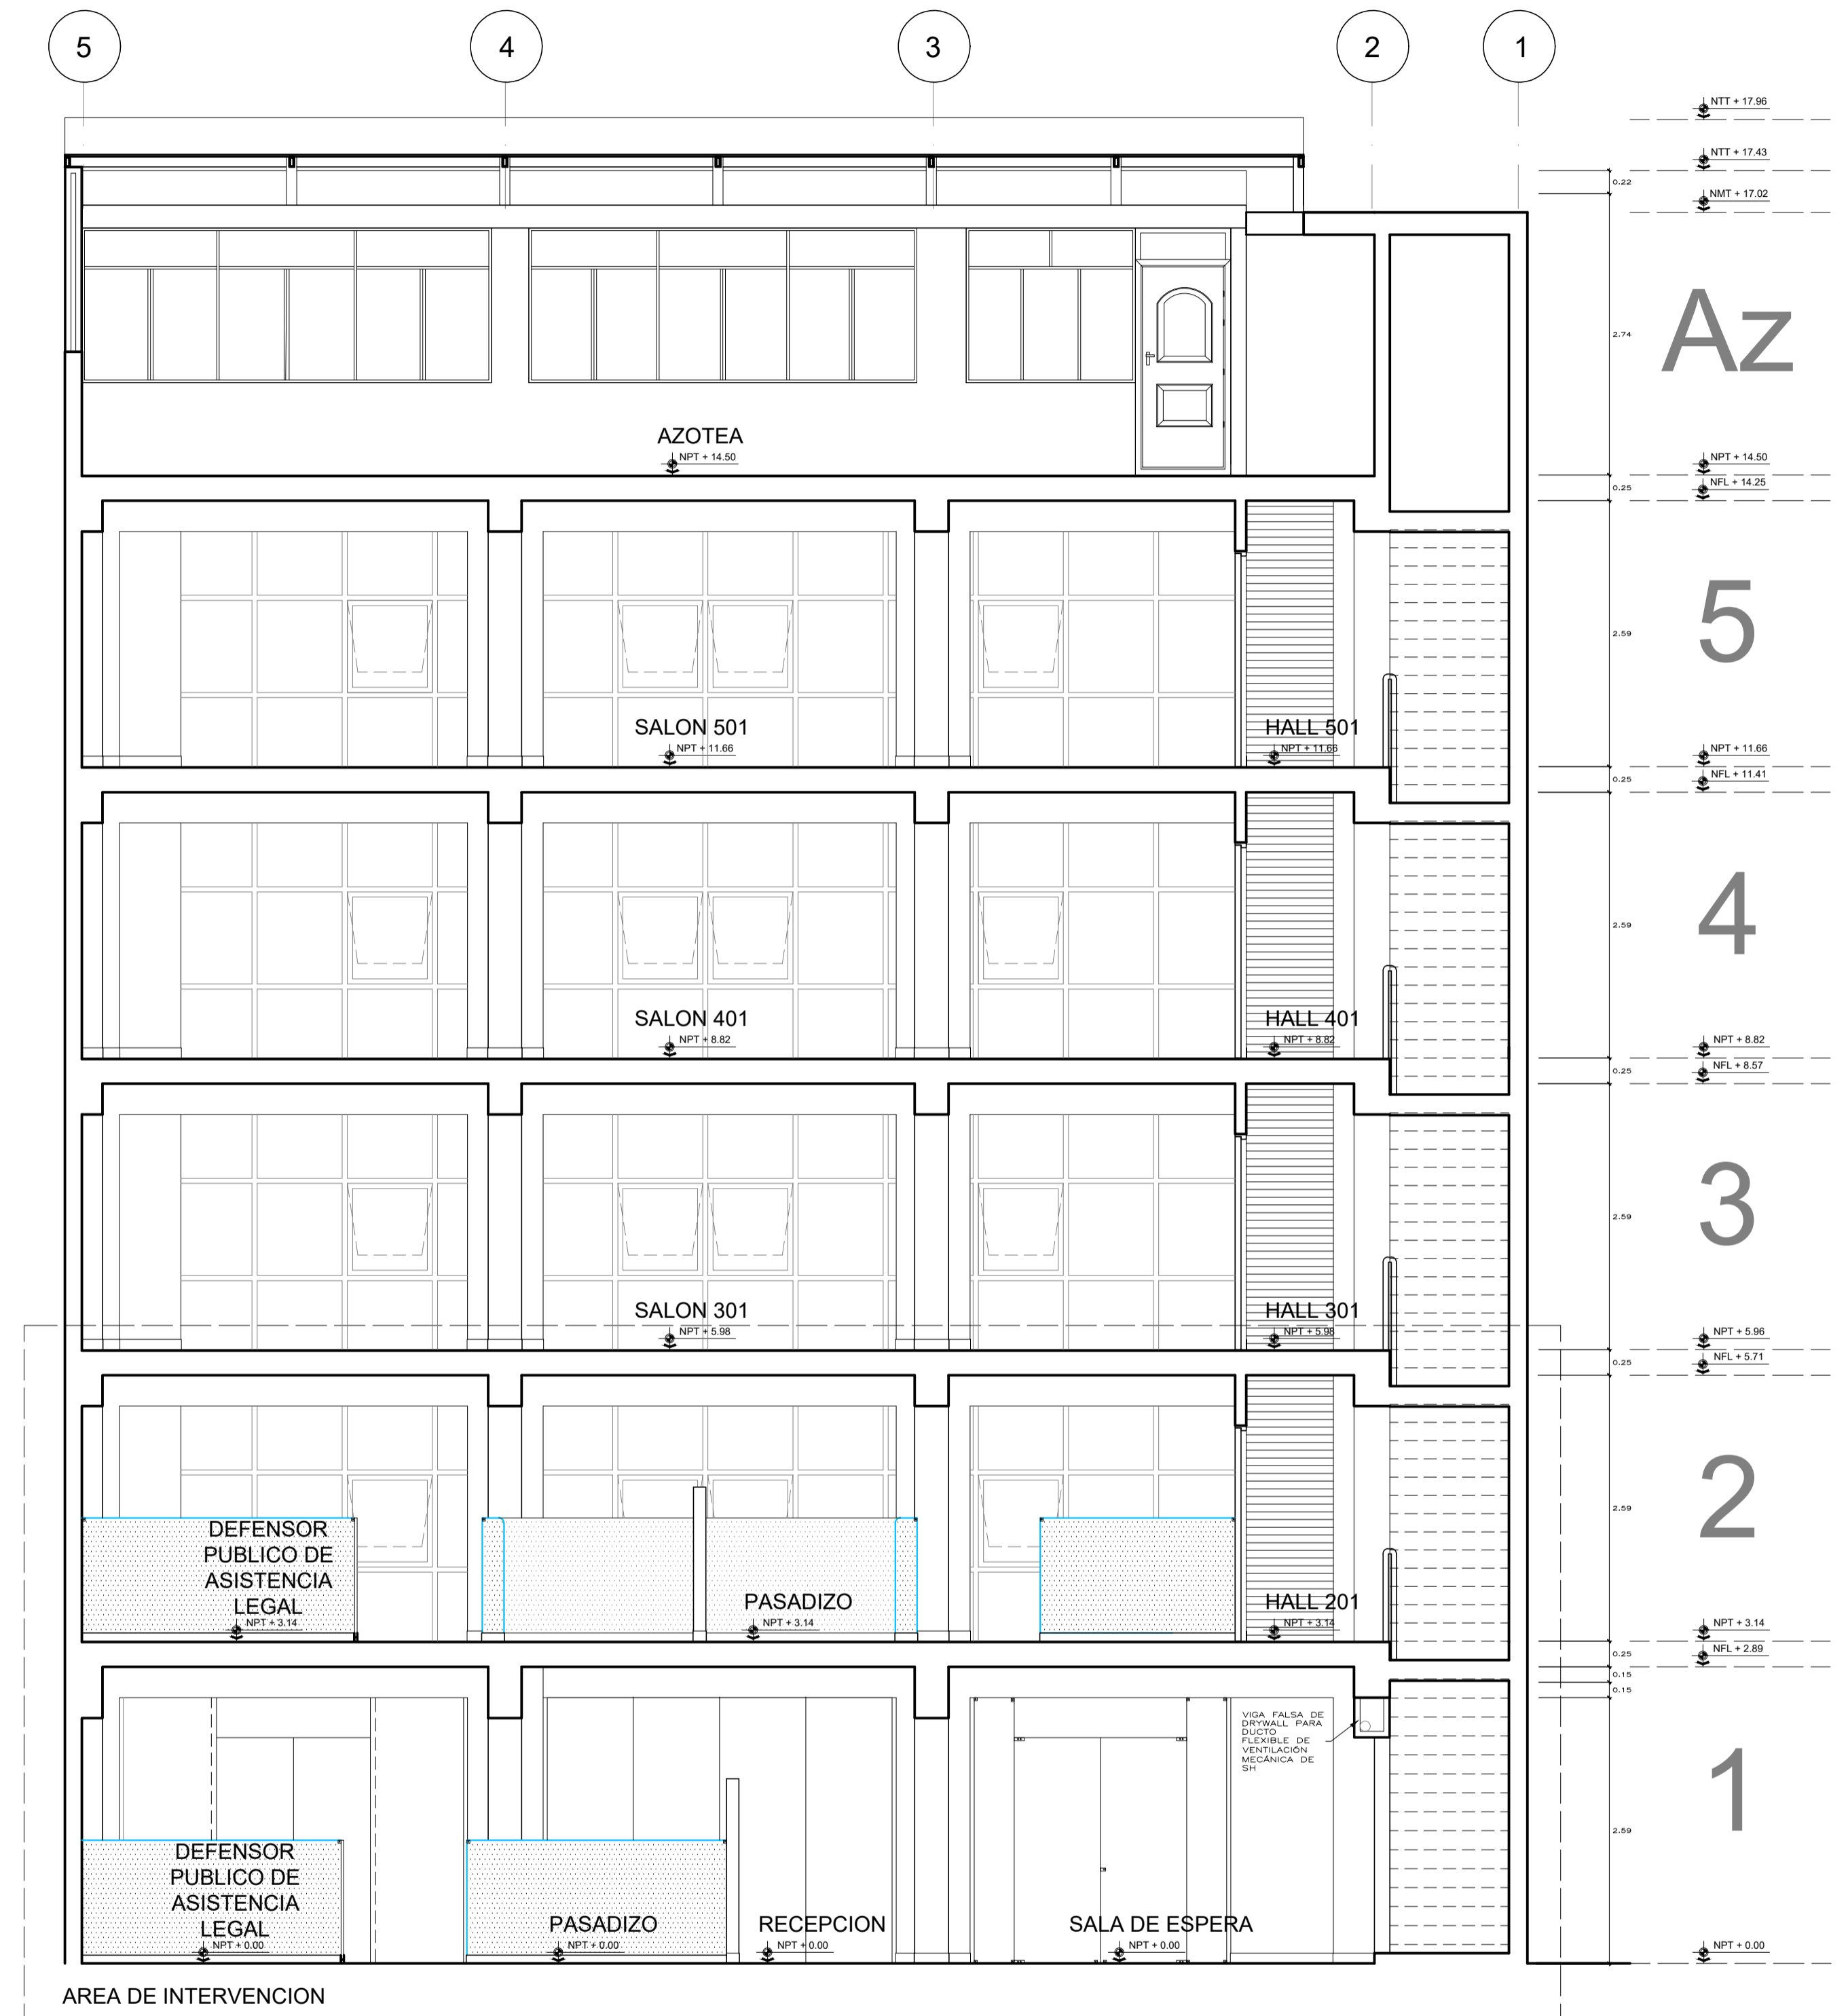 5
4
3
2
1
NTT + 17.96
NTT + 17.43
0.22
NMT + 17.02
2.74
Az
AZOTEA
NPT + 14.50
NPT + 14.50
0.25
NFL + 14.25
5
2.59
SALON 501
NPT + 11.66
HALL 501
NPT + 11.66
NPT + 11.66
0.25
NFL + 11.41
4
2.59
SALON 401
NPT + 8.82
HALL 401
NPT + 8.82
NPT + 8.82
0.25
NFL + 8.57
3
2.59
SALON 301
NPT + 5.98
HALL 301
NPT + 5.98
NPT + 5.96
0.25
NFL + 5.71
2
2.59
DEFENSOR
PUBLICO DE
ASISTENCIA
LEGAL
NPT + 3.14
PASADIZO
NPT + 3.14
HALL 201
NPT + 3.14
NPT + 3.14
0.25
NFL + 2.89
0.15
0.15
VIGA FALSA DE
DRYWALL PARA
DUCTO
FLEXIBLE DE
VENTILACIÓN
MECÁNICA DE
SH
1
2.59
DEFENSOR
PUBLICO DE
ASISTENCIA
LEGAL
NPT + 0.00
PASADIZO
NPT + 0.00
RECEPCION
NPT + 0.00
SALA DE ESPERA
NPT + 0.00
NPT + 0.00
AREA DE INTERVENCION